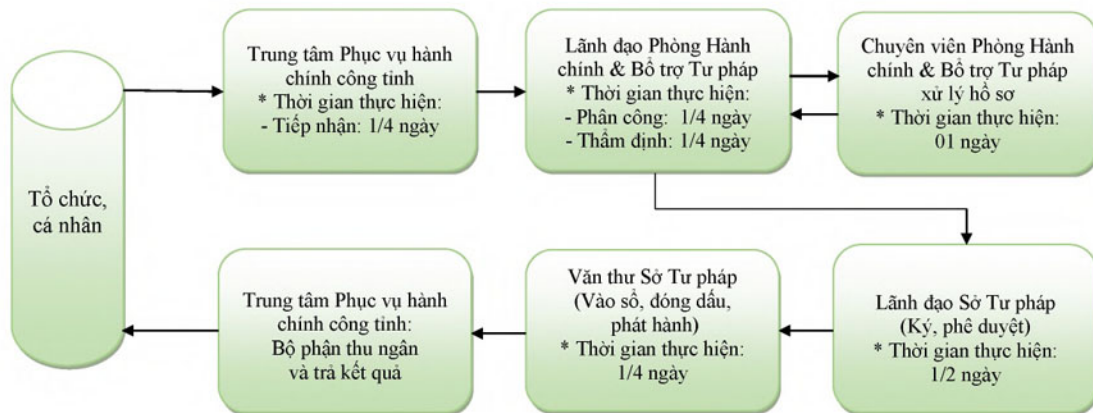 Tổ chức,
cá nhân
Trung tâm Phục vụ hành
chính công tỉnh
* Thời gian thực hiện:
- Tiếp nhận: 1/4 ngày
Lãnh đạo Phòng Hành
chính & Bổ trợ Tư pháp
* Thời gian thực hiện:
- Phân công: 1/4 ngày
- Thẩm định: 1/4 ngày
Chuyên viên Phòng Hành
chính & Bổ trợ Tư pháp
xử lý hồ sơ
* Thời gian thực hiện:
01 ngày
Lãnh đạo Sở Tư pháp
(Ký, phê duyệt)
* Thời gian thực hiện:
1/2 ngày
Văn thư Sở Tư pháp
(Vào sổ, đóng dấu,
phát hành)
* Thời gian thực hiện:
1/4 ngày
Trung tâm Phục vụ hành
chính công tỉnh:
Bộ phận thu ngân
và trả kết quả